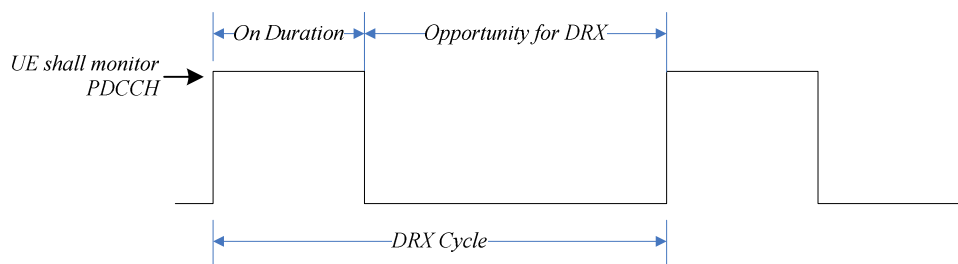 On Duration
Opportunity for DRX
UE shall monitor
PDCCH
DRX Cycle